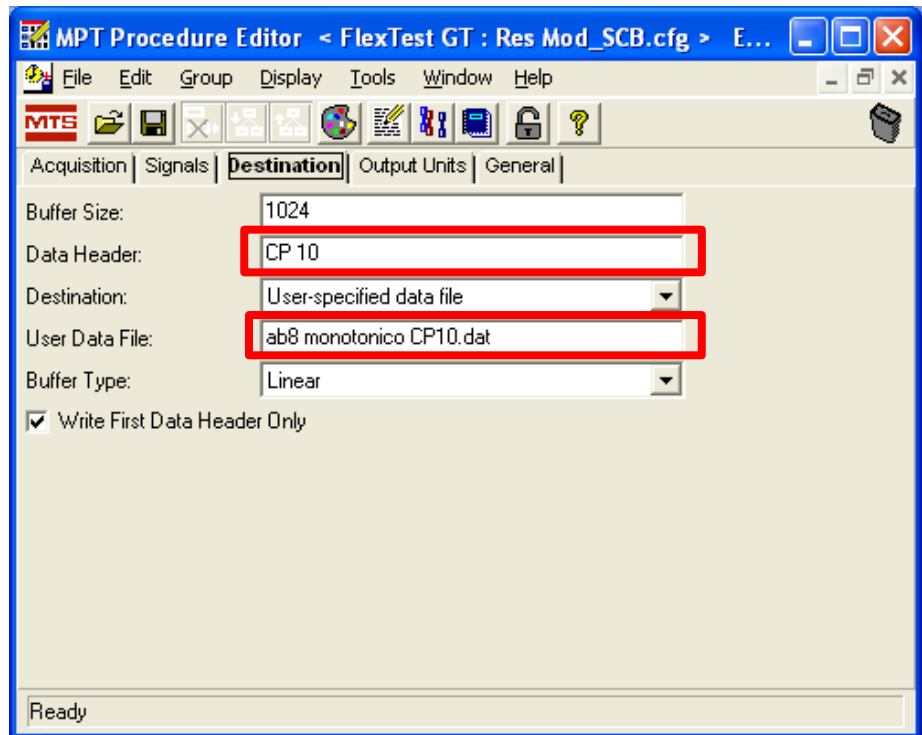 MPT Procedure Editor < FlexTest GT : Res Mod_SCB.cfg > E...
File Edit Group Display Tools Window Help
MTS
Acquisition Signals Destination Output Units General
Buffer Size: 1024
Data Header: CP 10
Destination: User-specified data file
User Data File: ab8 monotonico CP10.dat
Buffer Type: Linear
Write First Data Header Only
Ready